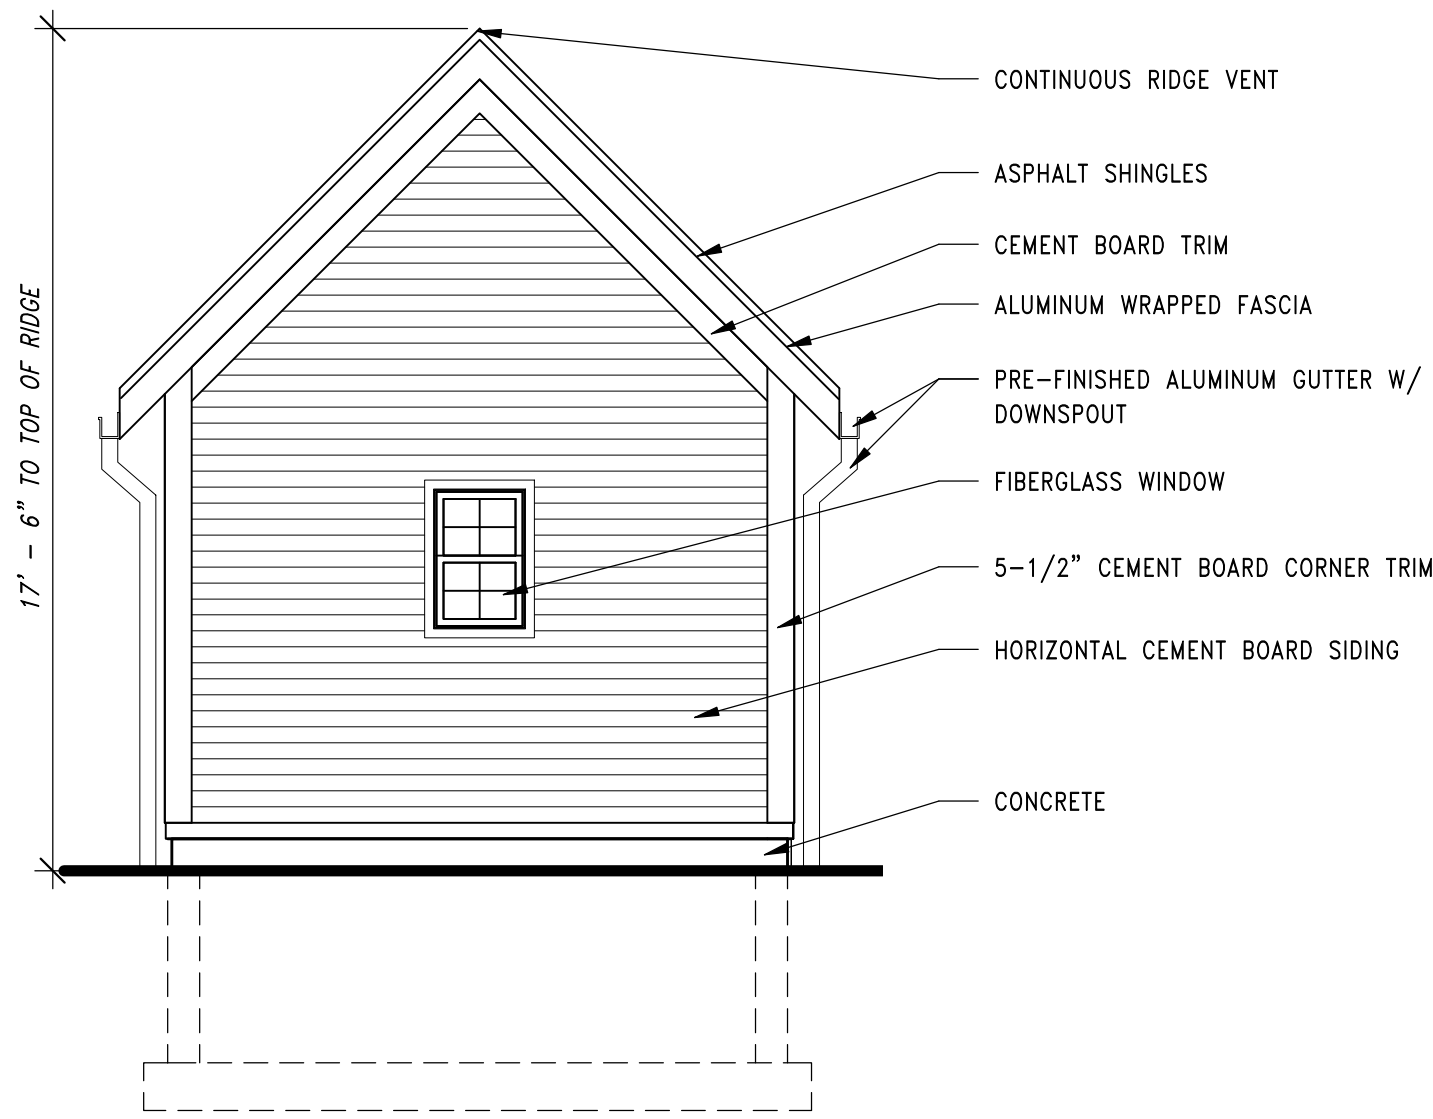 CONTINUOUS RIDGE VENT
ASPHALT SHINGLES
CEMENT BOARD TRIM
ALUMINUM WRAPPED FASCIA
PRE-FINISHED ALUMINUM GUTTER W/
DOWNSPOUT
FIBERGLASS WINDOW
5-1/2" CEMENT BOARD CORNER TRIM
HORIZONTAL CEMENT BOARD SIDING
CONCRETE
17' - 6" TO TOP OF RIDGE